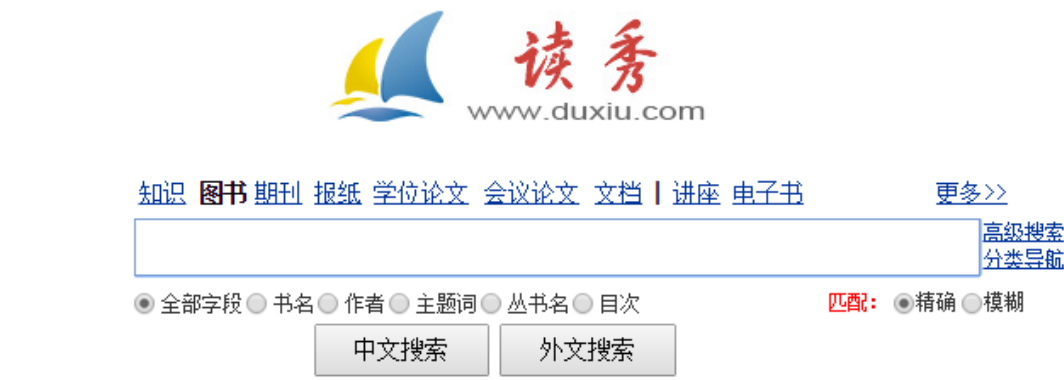 读秀
www.duxiu.com
知识 图书 期刊 报纸 学位论文 会议论文 文档 | 讲座 电子书 更多>>
高级搜索
分类导航
全部字段 书名 作者 主题词 丛书名 目次 匹配： 精确 模糊
中文搜索 外文搜索